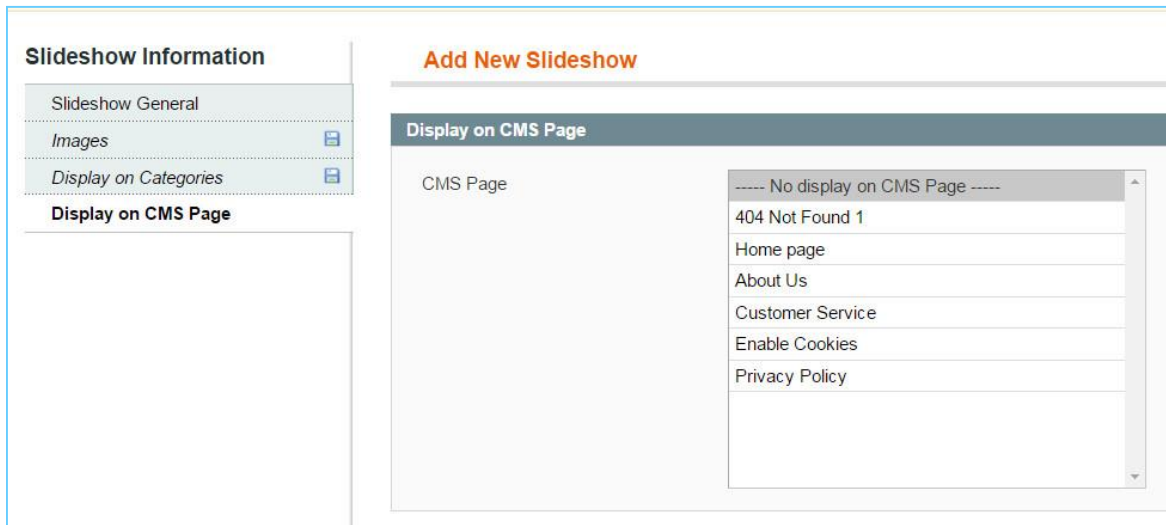 Slideshow Information
Slideshow General
Images
Display on Categories
Display on CMS Page
Add New Slideshow
Display on CMS Page
CMS Page
----- No display on CMS Page -----
404 Not Found 1
Home page
About Us
Customer Service
Enable Cookies
Privacy Policy